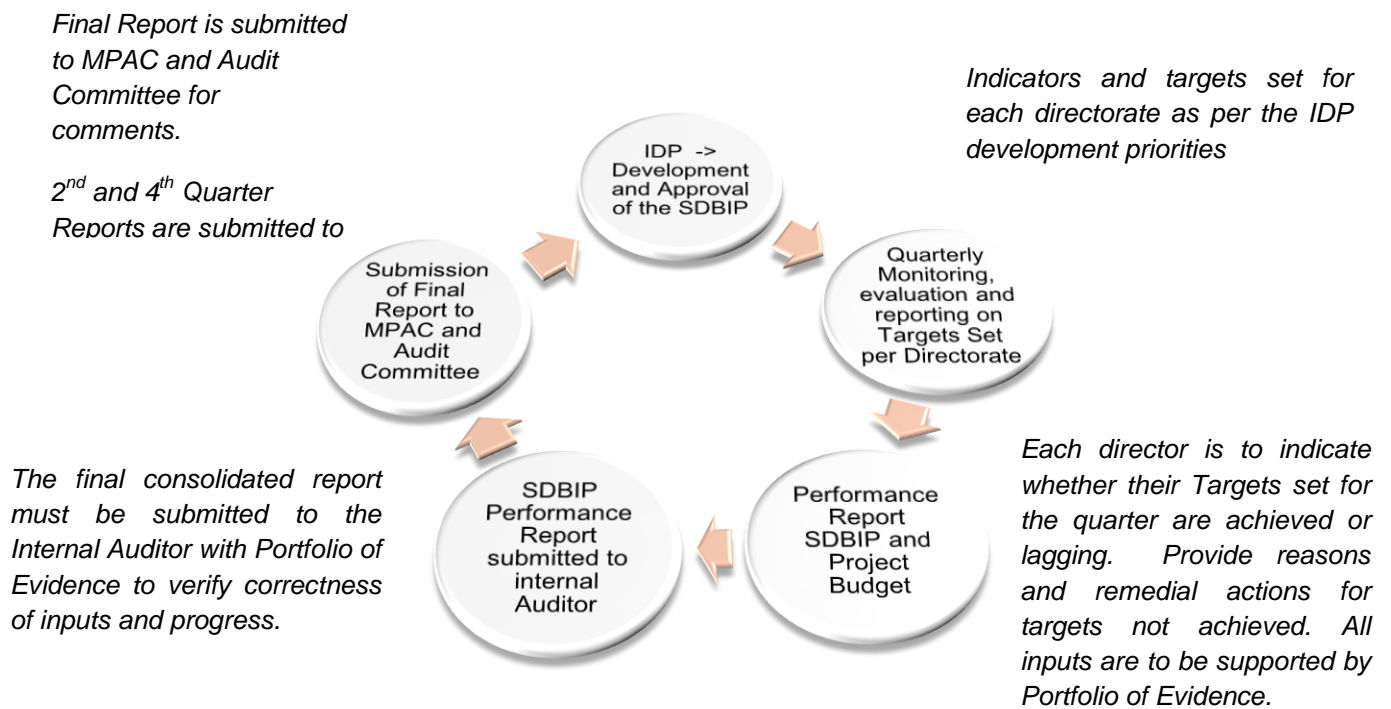 Final Report is submitted
to MPAC and Audit
Committee for
comments.
2nd and 4th Quarter
Reports are submitted to
Indicators and targets set for
each directorate as per the IDP
development priorities
IDP ->
Development
and Approval
of the SDBIP
Quarterly
Monitoring,
evaluation and
reporting on
Targets Set
per Directorate
Each director is to indicate
whether their Targets set for
the quarter are achieved or
lagging. Provide reasons
and remedial actions for
targets not achieved. All
inputs are to be supported by
Portfolio of Evidence.
Performance
Report
SDBIP and
Project
Budget
SDBIP
Performance
Report
submitted to
internal
Auditor
The final consolidated report
must be submitted to the
Internal Auditor with Portfolio of
Evidence to verify correctness
of inputs and progress.
Submission
of Final
Report to
MPAC and
Audit
Committee